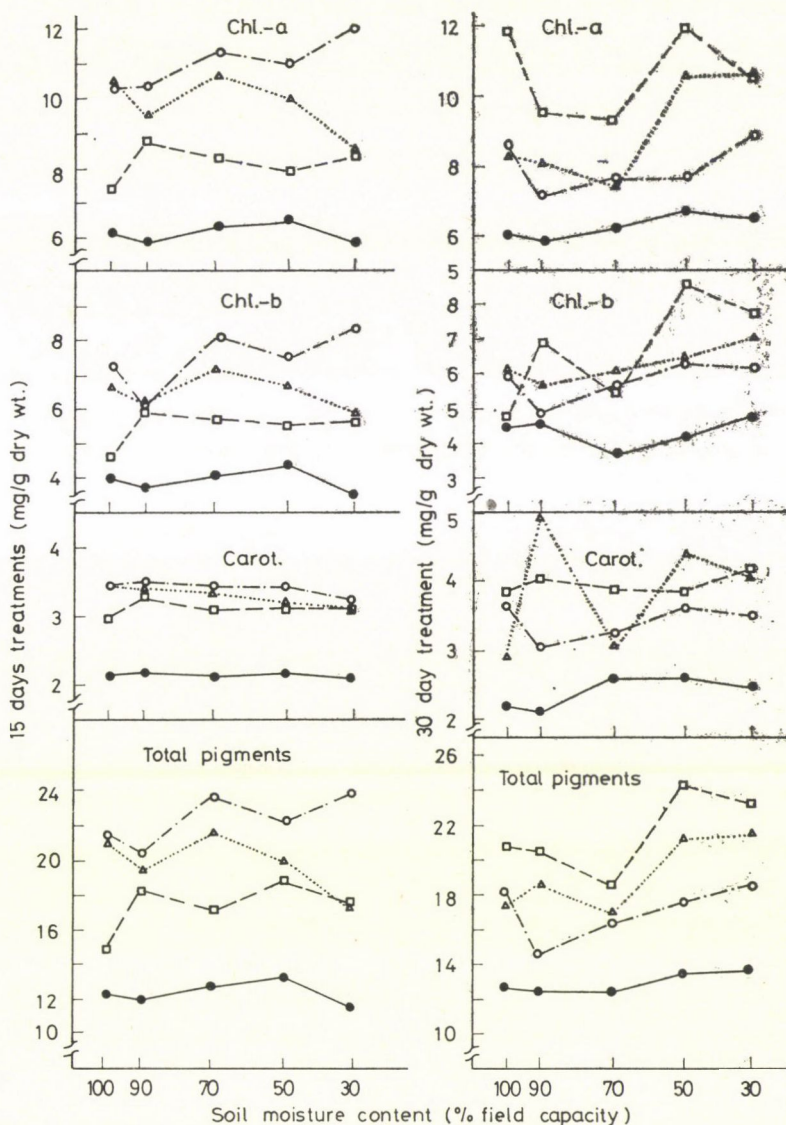 12
10
8
6
Chl.-a
8
6
4
Chl.-b
4
3
2
Carot.
24
20
16
12
10
Total pigments
100 90 70 50 30
15 days treatments (mg/g dry wt.)
12
10
8
6
Chl.-a
5
8
7
6
5
4
3
Chl.-b
5
4
3
2
Carot.
26
22
18
14
10
Total pigments
100 90 70 50 30
30 day treatment (mg/g dry wt.)
Soil moisture content (% field capacity)